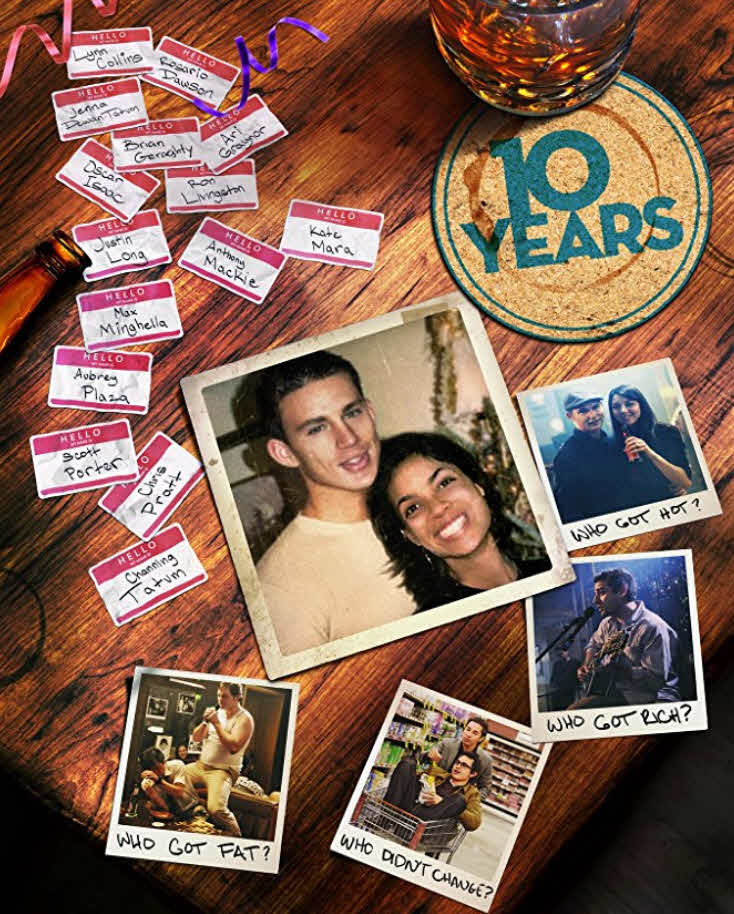 HELLO
Lynn
Collins
HELLO
Rosario
Dawson
HELLO
Jenna
Dewan-Tatum
HELLO
Brian
Geraghty
HELLO
Ari
Graynor
HELLO
Oscar
Isaac
HELLO
Ron
Livingston
HELLO
Justin
Long
HELLO
Anthony
Mackie
HELLO
Kate
Mara
HELLO
Max
Minghella
HELLO
Aubrey
Plaza
HELLO
Scott
Porter
HELLO
Chris
Pratt
HELLO
Channing
Tatum
10
YEARS
WHO GOT HOT?
WHO GOT RICH?
WHO GOT FAT?
WHO DIDN'T CHANGE?